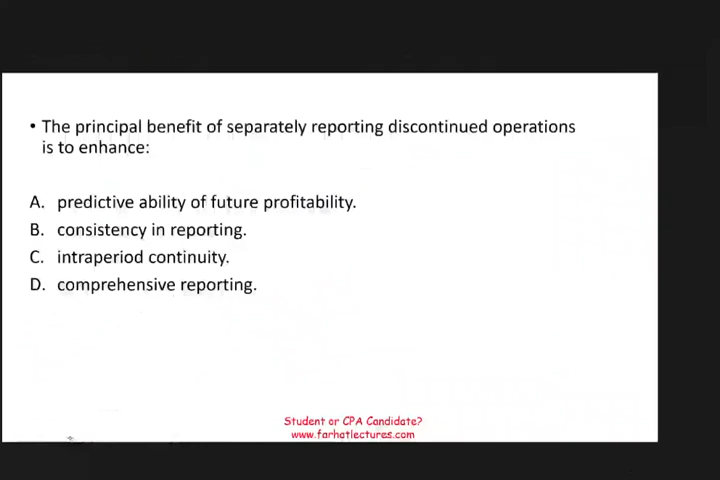 • The principal benefit of separately reporting discontinued operations
is to enhance:
A. predictive ability of future profitability.
B. consistency in reporting.
C. intraperiod continuity.
D. comprehensive reporting.
Student or CPA Candidate?
www.farhatlectures.com